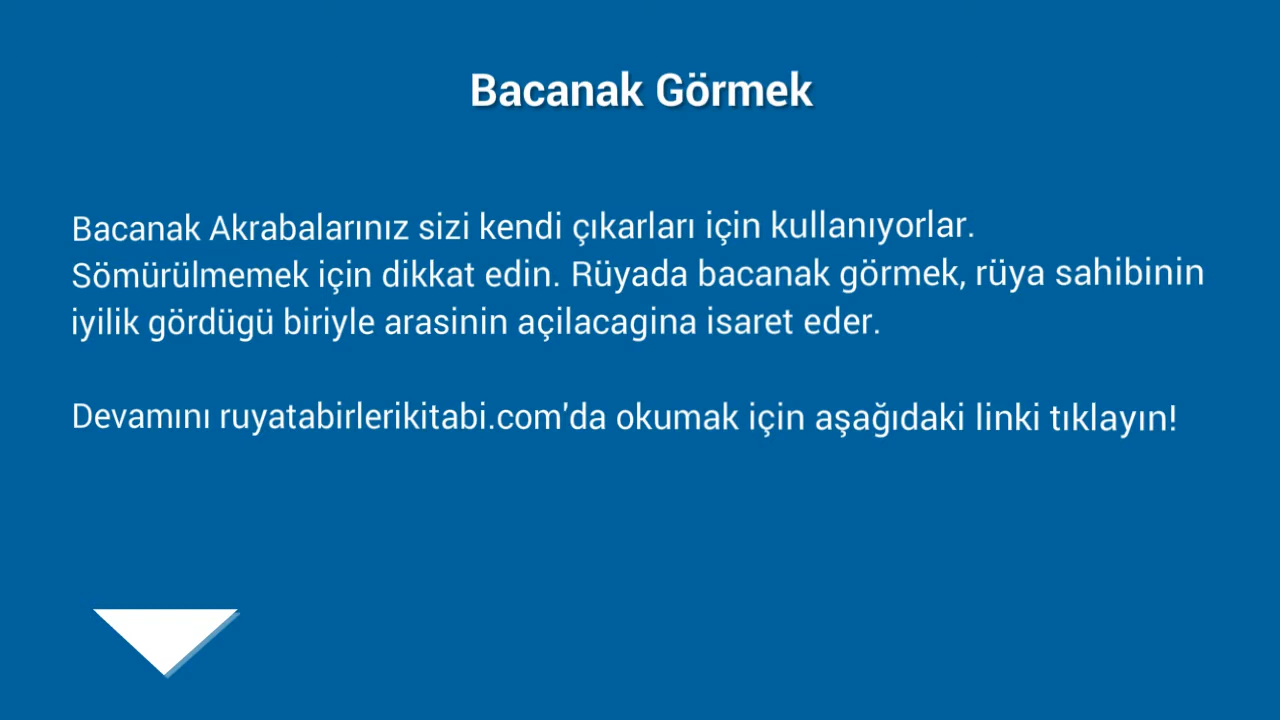 Bacanak Görmek
Bacanak Akrabalarınız sizi kendi çıkarları için kullanıyorlar.
Sömürülmemek için dikkat edin. Rüyada bacanak görmek, rüya sahibinin
iyilik gördügü biriyle arasinin açilacagina isaret eder.
Devamını ruyatabirlerikitabi.com'da okumak için aşağıdaki linki tıklayın!